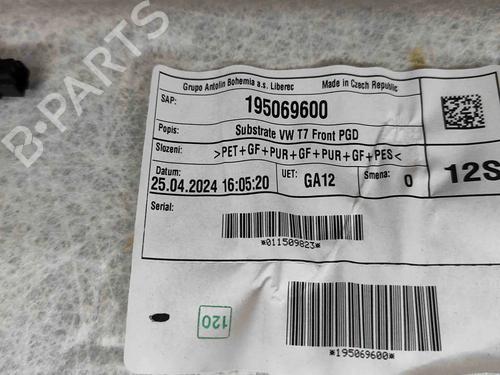 B-PARTS
Grupo Antolin Bohemia a.s. Liberec Made in Czech Republic
SAP: 195069600
Popis: Substrate VW T7 Front PGD
Slozeni: >PET+GF+PUR+GF+PUR+GF+PES<
Datum: 25.04.2024 16:05:20 UET: GA12 Smena: 0 12S
Serial:
*011509823*
120
*195069600*